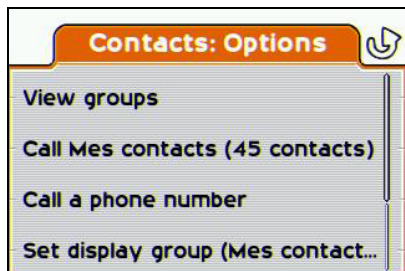 Contacts: Options
View groups
Call Mes contacts (45 contacts)
Call a phone number
Set display group (Mes contact...